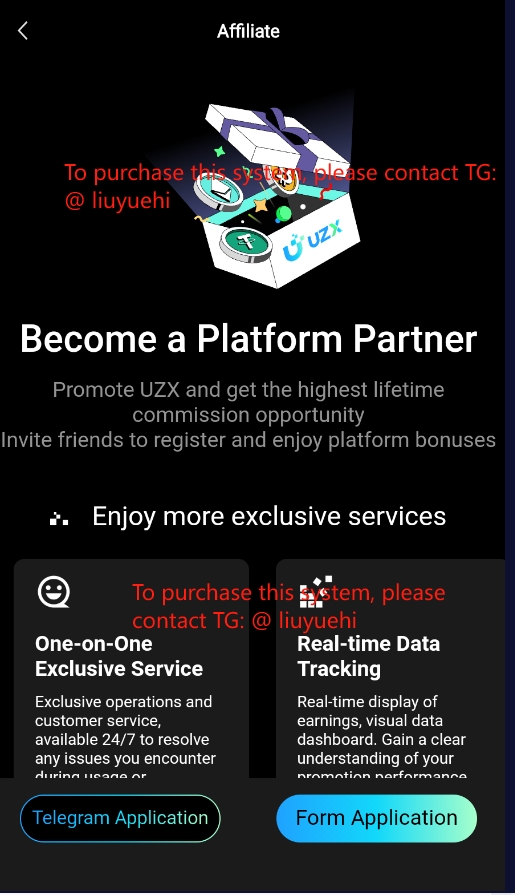 Affiliate
To purchase this system, please contact TG:
@ liuyuehi
UZX
Become a Platform Partner
Promote UZX and get the highest lifetime
commission opportunity
Invite friends to register and enjoy platform bonuses
Enjoy more exclusive services
To purchase this system, please
contact TG: @ liuyuehi
One-on-One
Exclusive Service
Exclusive operations and
customer service,
available 24/7 to resolve
any issues you encounter
during usage or
Real-time Data
Tracking
Real-time display of
earnings, visual data
dashboard. Gain a clear
understanding of your
promotion performance
Telegram Application
Form Application